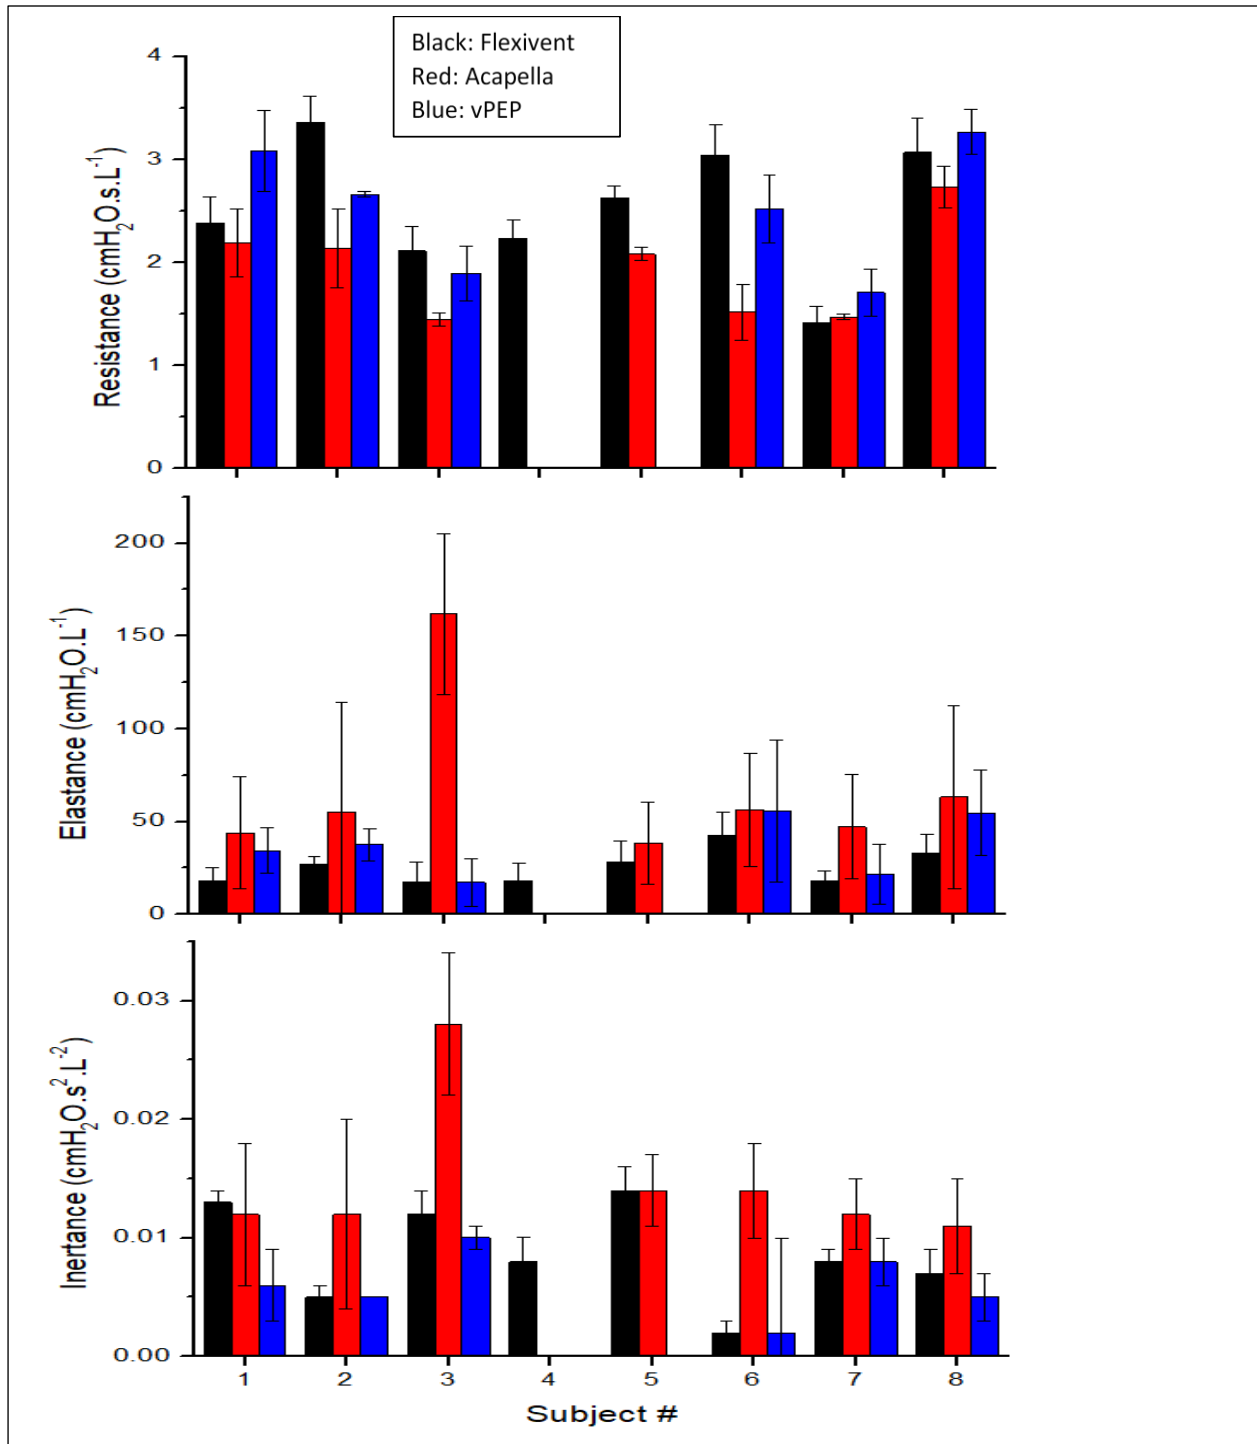 Black: Flexivent
Red: Acapella
Blue: vPEP
4
3
2
1
0
Resistance (cmH₂O.s.L⁻¹)
200
150
100
50
0
Elastance (cmH₂O.L⁻¹)
0.03
0.02
0.01
0.00
Inertance (cmH₂O.s².L⁻²)
1 2 3 4 5 6 7 8
Subject #